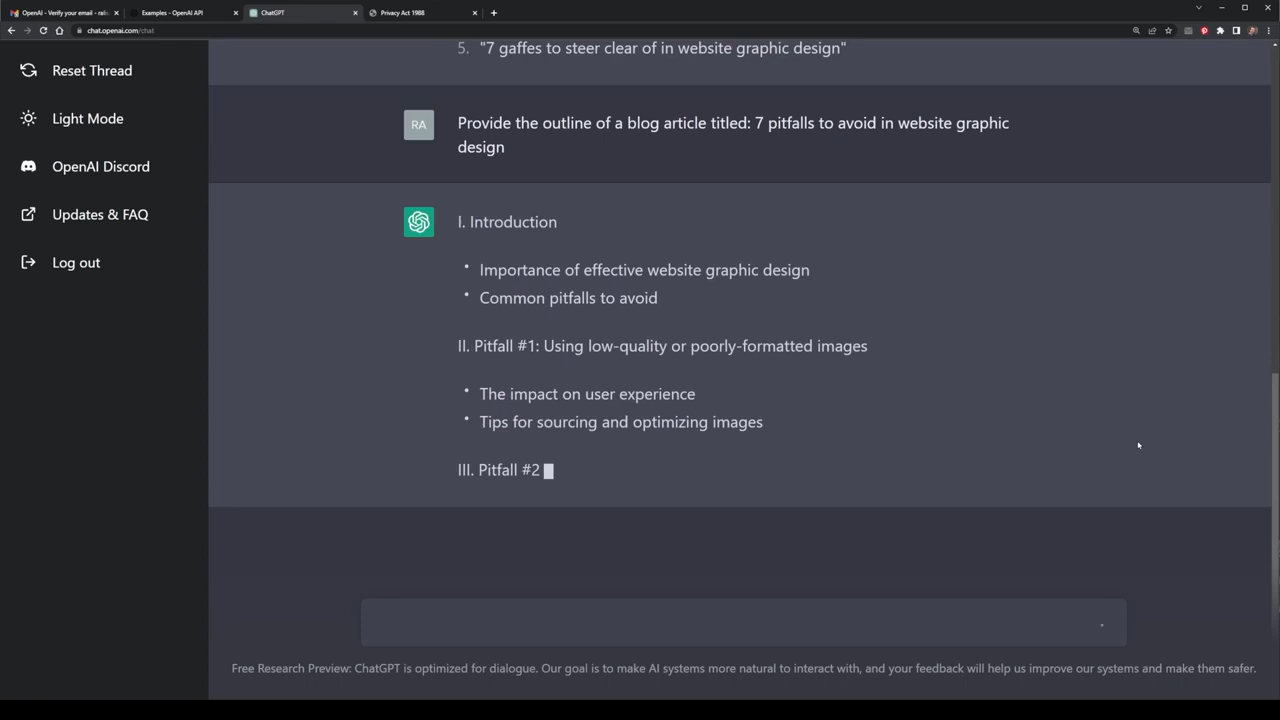 OpenAI - Verify your email - rale
Examples - OpenAI API
ChatGPT
Privacy Act 1988
chat.openai.com/chat
Reset Thread
Light Mode
OpenAI Discord
Updates & FAQ
Log out
5. "7 gaffes to steer clear of in website graphic design"
RA
Provide the outline of a blog article titled: 7 pitfalls to avoid in website graphic
design
I. Introduction
• Importance of effective website graphic design
• Common pitfalls to avoid
II. Pitfall #1: Using low-quality or poorly-formatted images
• The impact on user experience
• Tips for sourcing and optimizing images
III. Pitfall #2
Free Research Preview: ChatGPT is optimized for dialogue. Our goal is to make AI systems more natural to interact with, and your feedback will help us improve our systems and make them safer.